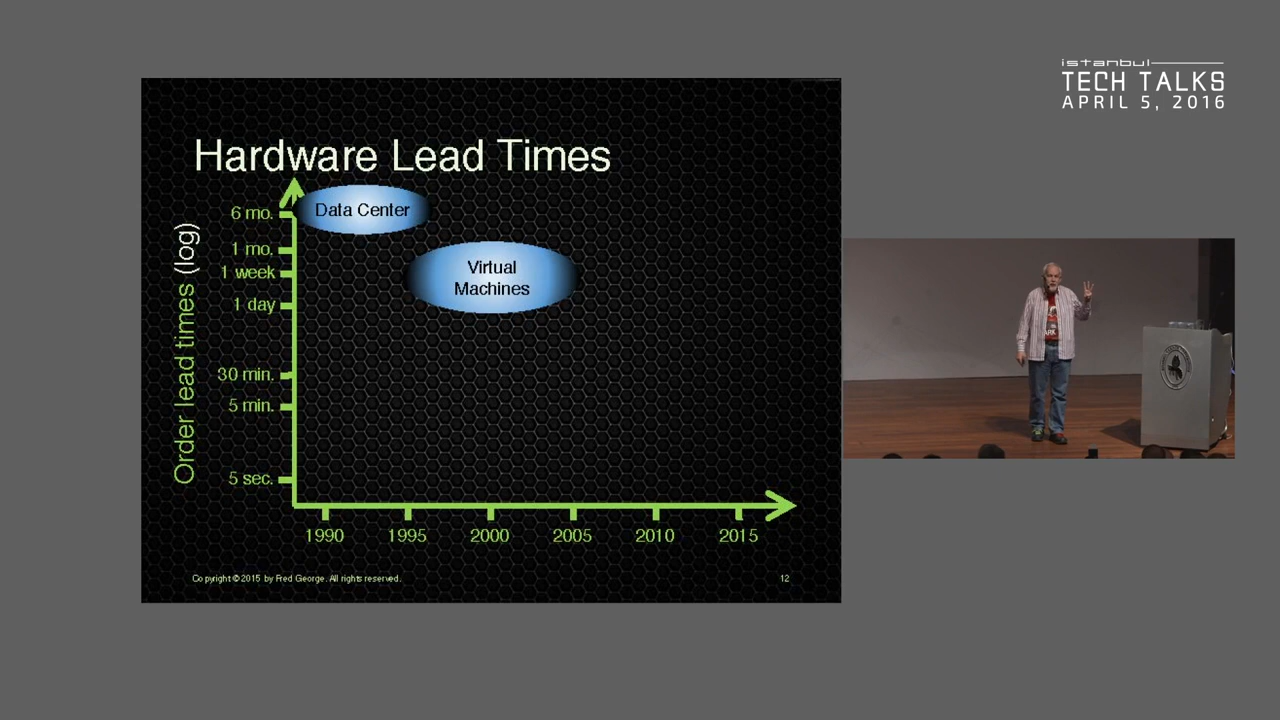 istanbul
TECH TALKS
APRIL 5, 2016
Hardware Lead Times
Order lead times (log)
6 mo.
1 mo.
1 week
1 day
30 min.
5 min.
5 sec.
Data Center
Virtual
Machines
1990
1995
2000
2005
2010
2015
Copyright © 2015 by Fred George. All rights reserved.
12